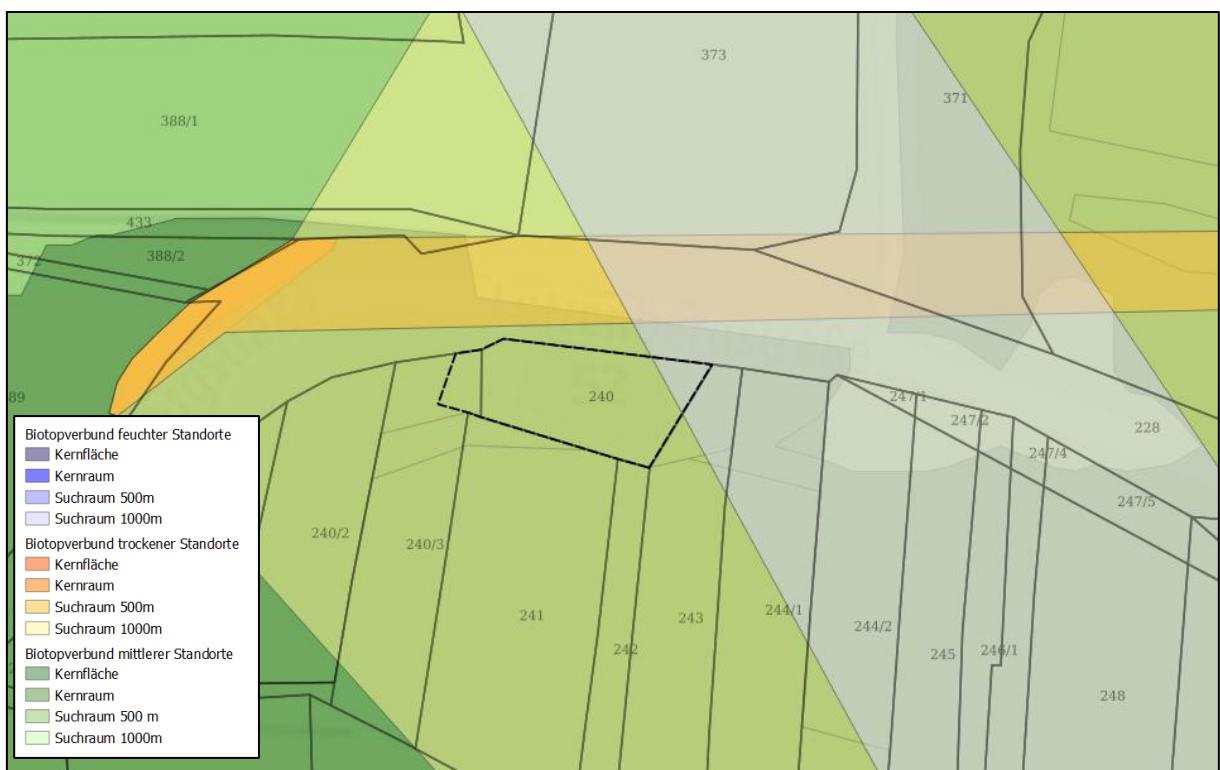 373
371
388/1
433
388/2
372
89
240
247/1
247/2
228
247/4
247/5
240/2
240/3
241
242
243
244/1
244/2
245
246/1
248
Biotopverbund feuchter Standorte
Kernfläche
Kernraum
Suchraum 500m
Suchraum 1000m
Biotopverbund trockener Standorte
Kernfläche
Kernraum
Suchraum 500m
Suchraum 1000m
Biotopverbund mittlerer Standorte
Kernfläche
Kernraum
Suchraum 500 m
Suchraum 1000m